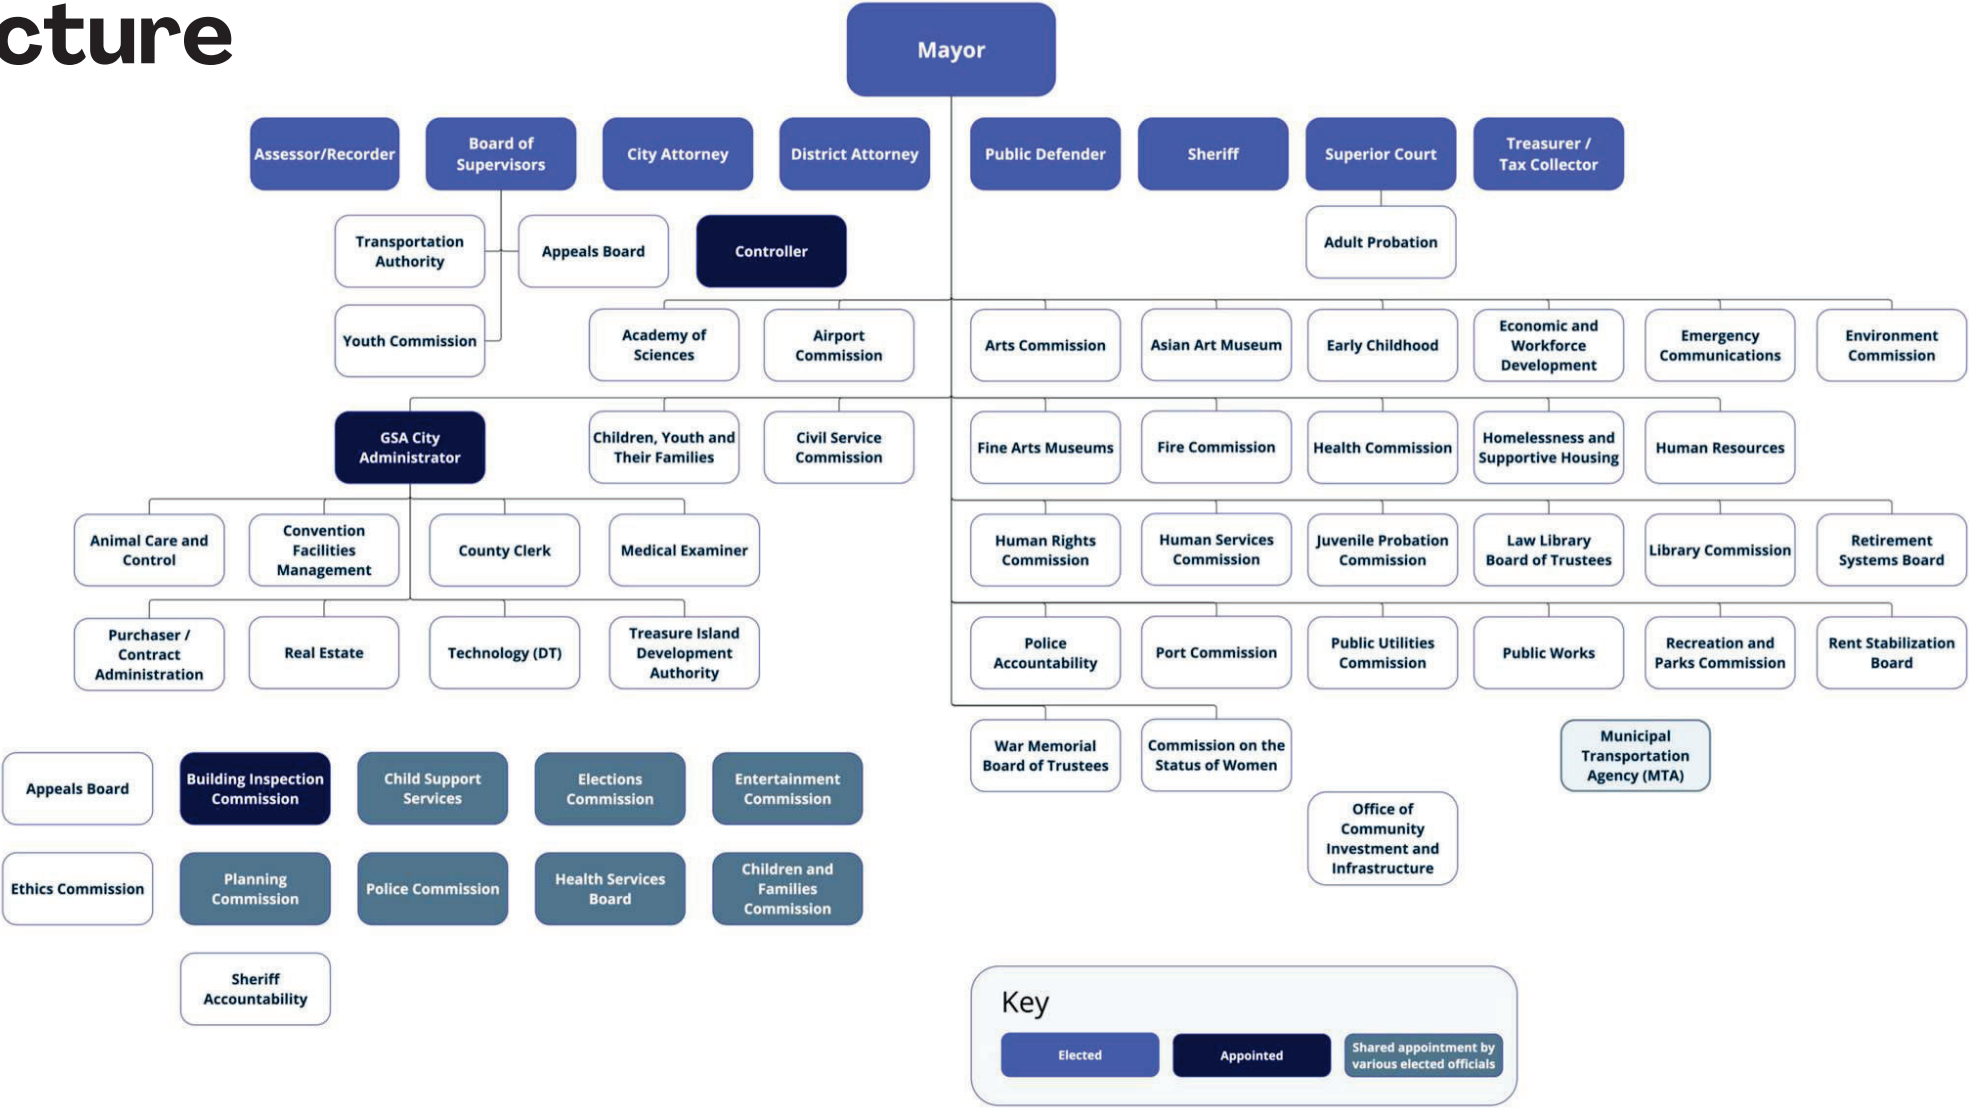 cture
Mayor
Assessor/Recorder
Board of
Supervisors
City Attorney
District Attorney
Public Defender
Sheriff
Superior Court
Treasurer /
Tax Collector
Transportation
Authority
Appeals Board
Controller
Adult Probation
Youth Commission
Academy of
Sciences
Airport
Commission
Arts Commission
Asian Art Museum
Early Childhood
Economic and
Workforce
Development
Emergency
Communications
Environment
Commission
GSA City
Administrator
Children, Youth and
Their Families
Civil Service
Commission
Fine Arts Museums
Fire Commission
Health Commission
Homelessness and
Supportive Housing
Human Resources
Animal Care and
Control
Convention
Facilities
Management
County Clerk
Medical Examiner
Human Rights
Commission
Human Services
Commission
Juvenile Probation
Commission
Law Library
Board of Trustees
Library Commission
Retirement
Systems Board
Purchaser /
Contract
Administration
Real Estate
Technology (DT)
Treasure Island
Development
Authority
Police
Accountability
Port Commission
Public Utilities
Commission
Public Works
Recreation and
Parks Commission
Rent Stabilization
Board
War Memorial
Board of Trustees
Commission on the
Status of Women
Municipal
Transportation
Agency (MTA)
Appeals Board
Building Inspection
Commission
Child Support
Services
Elections
Commission
Entertainment
Commission
Office of
Community
Investment and
Infrastructure
Ethics Commission
Planning
Commission
Police Commission
Health Services
Board
Children and
Families
Commission
Sheriff
Accountability
Key
Elected
Appointed
Shared appointment by
various elected officials